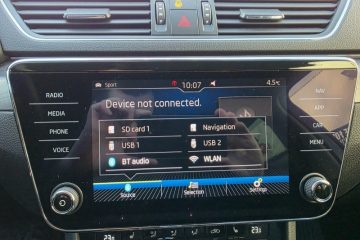 Sport 10:07 4.5°C
RADIO
MEDIA
PHONE
VOICE
Device not connected.
SD card 1 Navigation
USB 1 USB 2
BT audio WLAN
Source Selection Settings
NAV
APP
CAR
MENU